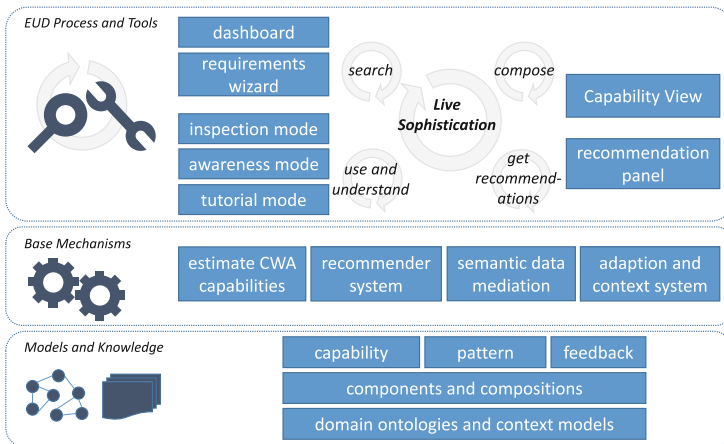 EUD Process and Tools
dashboard
requirements
wizard
inspection mode
awareness mode
tutorial mode
search
compose
Live
Sophistication
use and
understand
get
recommend-
ations
Capability View
recommendation
panel
Base Mechanisms
estimate CWA
capabilities
recommender
system
semantic data
mediation
adaption and
context system
Models and Knowledge
capability
pattern
feedback
components and compositions
domain ontologies and context models